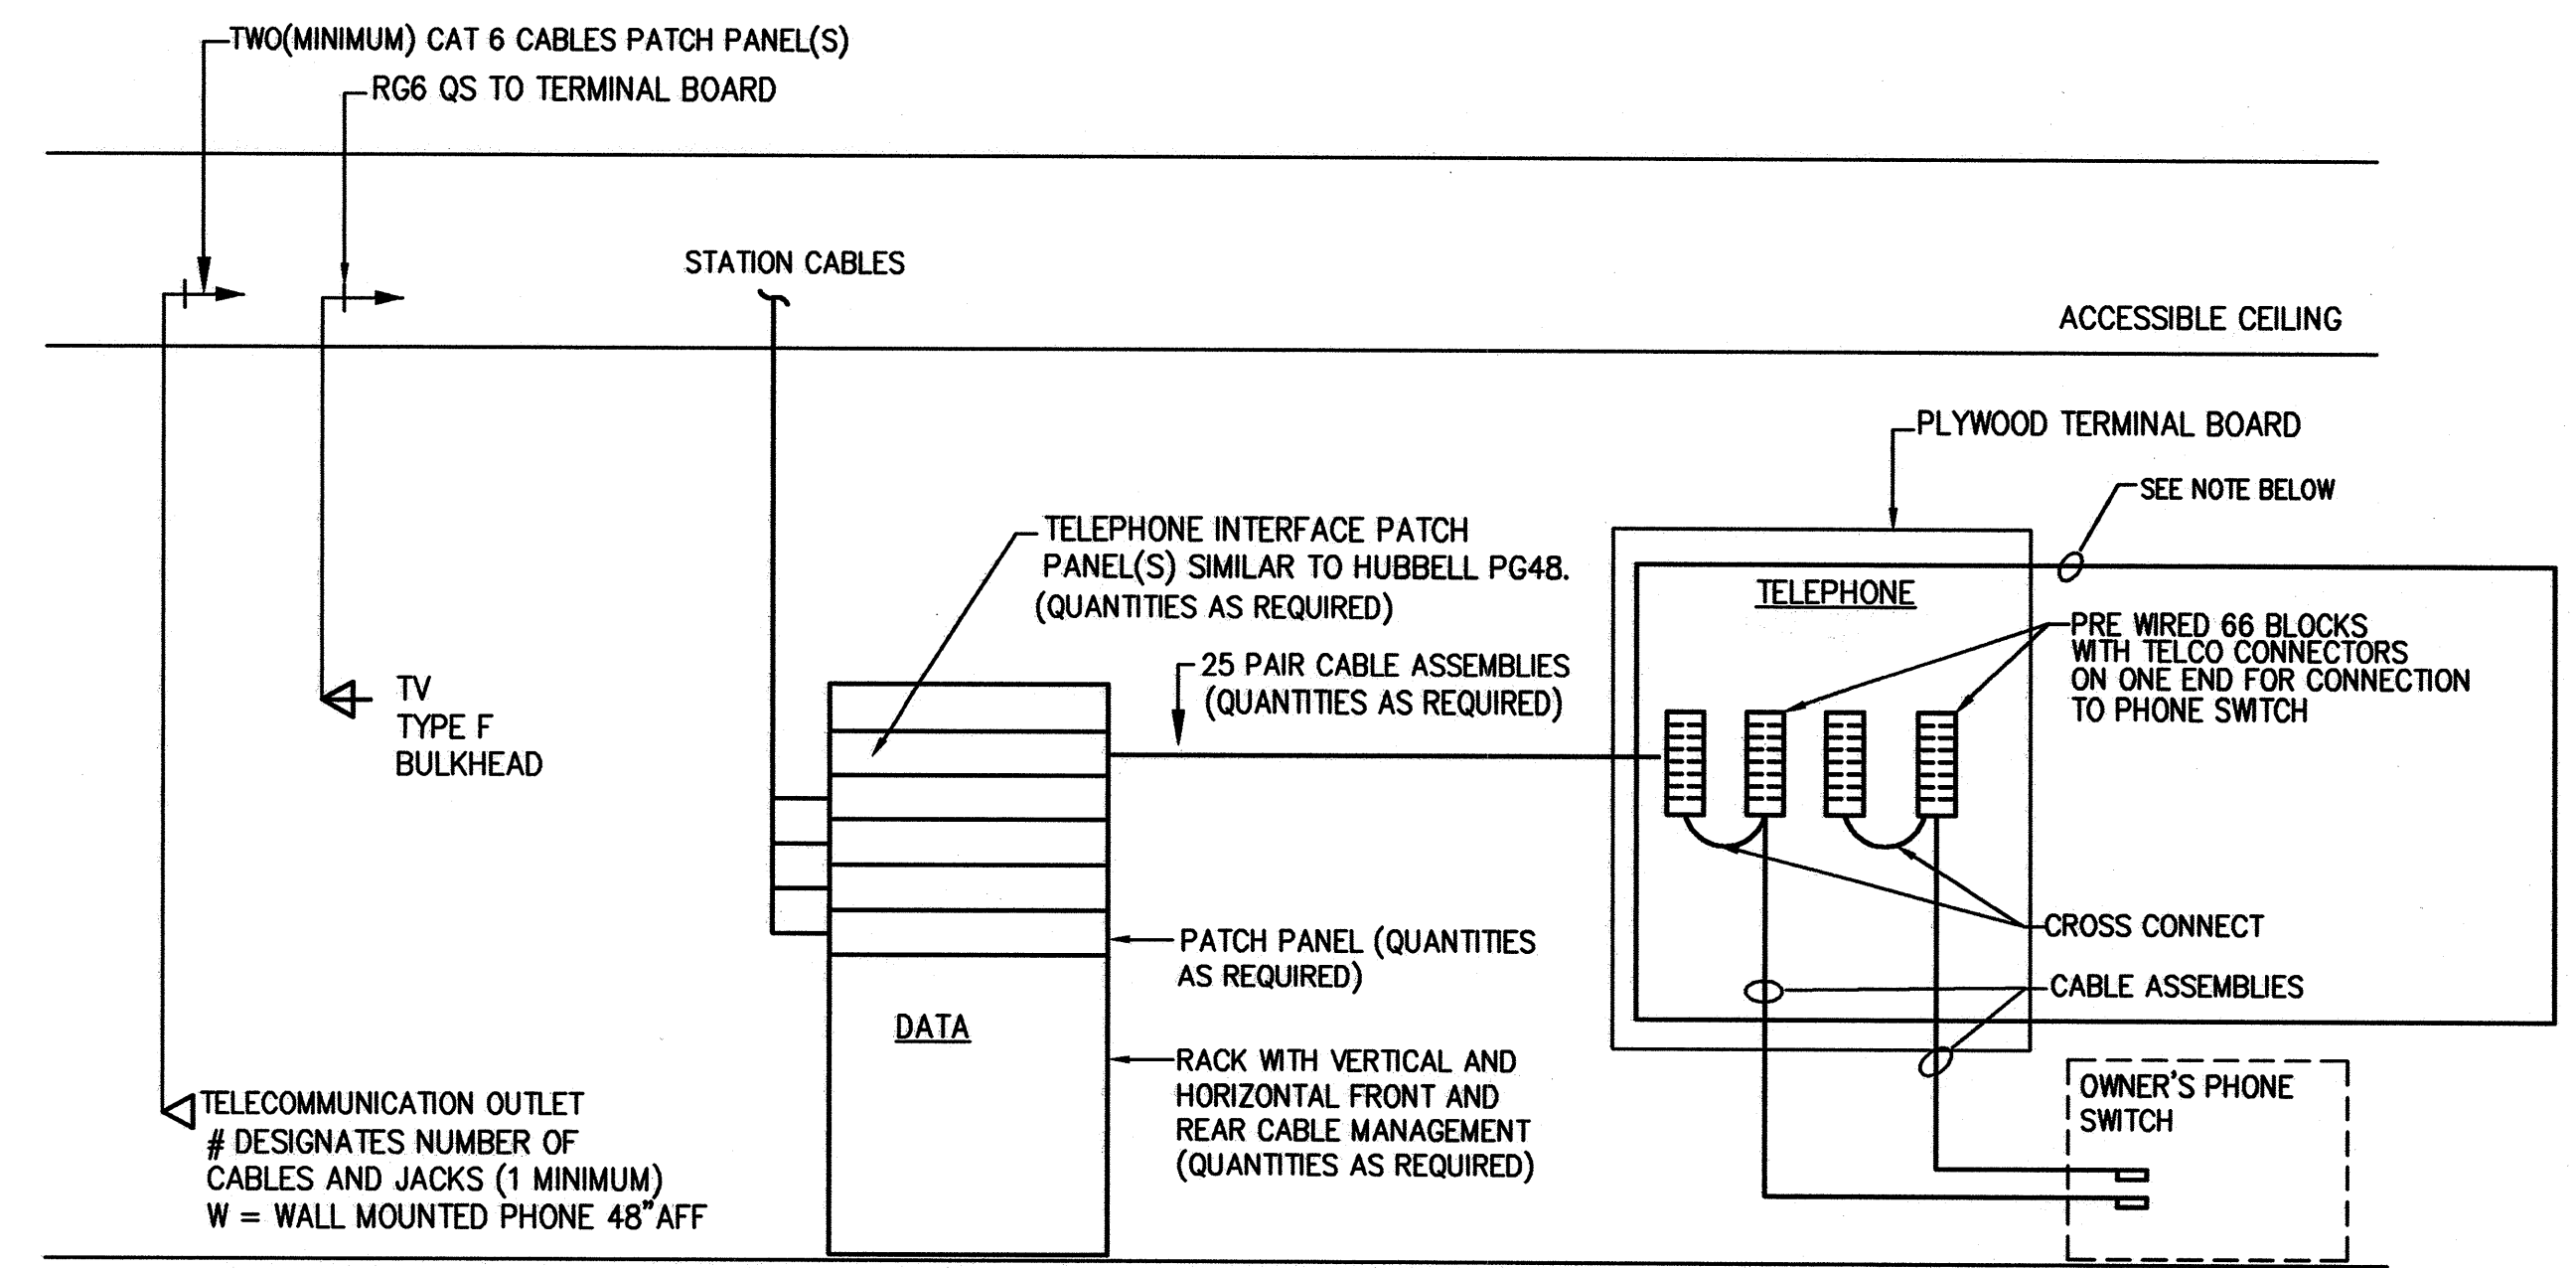 TWO(MINIMUM) CAT 6 CABLES PATCH PANEL(S)
RG6 QS TO TERMINAL BOARD
STATION CABLES
ACCESSIBLE CEILING
PLYWOOD TERMINAL BOARD
SEE NOTE BELOW
TELEPHONE INTERFACE PATCH
PANEL(S) SIMILAR TO HUBBELL PG48.
(QUANTITIES AS REQUIRED)
TELEPHONE
PRE WIRED 66 BLOCKS
WITH TELCO CONNECTORS
ON ONE END FOR CONNECTION
TO PHONE SWITCH
25 PAIR CABLE ASSEMBLIES
(QUANTITIES AS REQUIRED)
TV
TYPE F
BULKHEAD
CROSS CONNECT
PATCH PANEL (QUANTITIES
AS REQUIRED)
CABLE ASSEMBLIES
DATA
RACK WITH VERTICAL AND
HORIZONTAL FRONT AND
REAR CABLE MANAGEMENT
(QUANTITIES AS REQUIRED)
OWNER'S PHONE
SWITCH
TELECOMMUNICATION OUTLET
# DESIGNATES NUMBER OF
CABLES AND JACKS (1 MINIMUM)
W = WALL MOUNTED PHONE 48"AFF